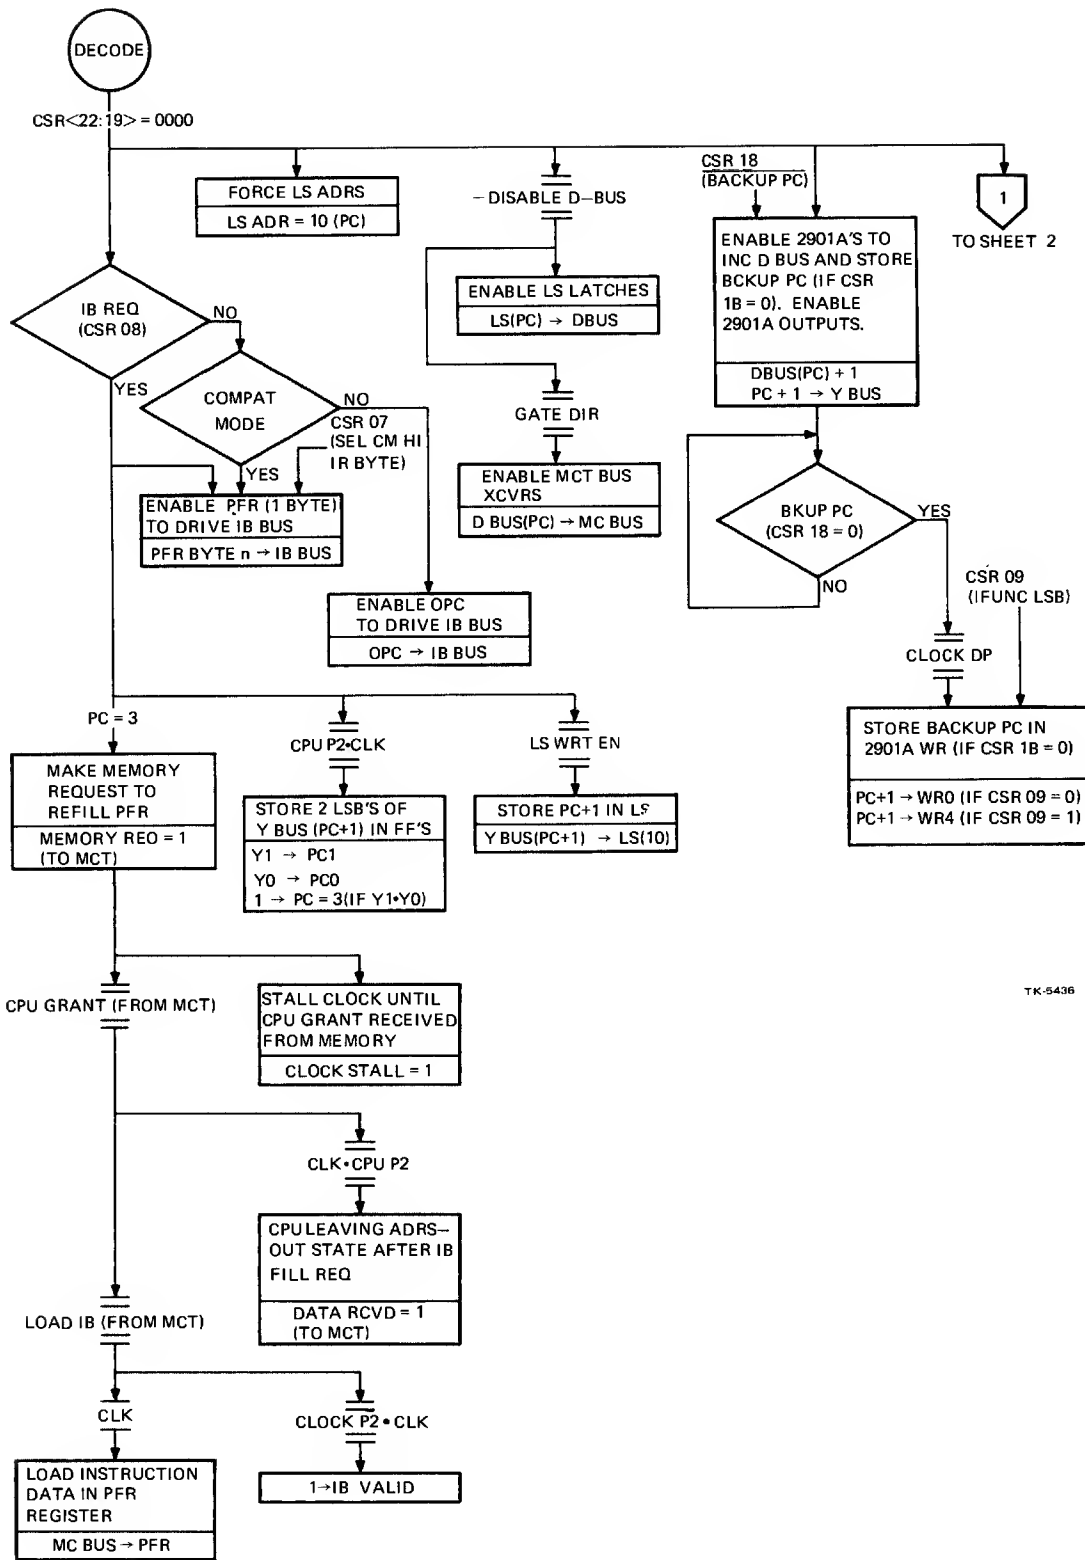 DECODE
CSR<22:19> = 0000
FORCE LS ADRS
LS ADR = 10 (PC)
–DISABLE D–BUS
CSR 18
(BACKUP PC)
1
TO SHEET 2
ENABLE 2901A'S TO
INC D BUS AND STORE
BCKUP PC (IF CSR
1B = 0). ENABLE
2901A OUTPUTS.
DBUS(PC) + 1
PC + 1 → Y BUS
ENABLE LS LATCHES
LS(PC) → DBUS
IB REQ
(CSR 08)
NO
YES
COMPAT
MODE
NO
YES
CSR 07
(SEL CM HI
IR BYTE)
GATE DIR
ENABLE MCT BUS
XCVRS
D BUS(PC) → MC BUS
ENABLE PFR (1 BYTE)
TO DRIVE IB BUS
PFR BYTE n → IB BUS
BKUP PC
(CSR 18 = 0)
YES
NO
CSR 09
(IFUNC LSB)
ENABLE OPC
TO DRIVE IB BUS
OPC → IB BUS
CLOCK DP
STORE BACKUP PC IN
2901A WR (IF CSR 1B = 0)
PC+1 → WR0 (IF CSR 09 = 0)
PC+1 → WR4 (IF CSR 09 = 1)
PC = 3
CPU P2•CLK
LS WRT EN
MAKE MEMORY
REQUEST TO
REFILL PFR
MEMORY REO = 1
(TO MCT)
STORE 2 LSB'S OF
Y BUS (PC+1) IN FF'S
Y1 → PC1
Y0 → PC0
1 → PC = 3(IF Y1•Y0)
STORE PC+1 IN LS
Y BUS(PC+1) → LS(10)
CPU GRANT (FROM MCT)
STALL CLOCK UNTIL
CPU GRANT RECEIVED
FROM MEMORY
CLOCK STALL = 1
TK-5436
CLK•CPU P2
CPU LEAVING ADRS–
OUT STATE AFTER IB
FILL REQ
DATA RCVD = 1
(TO MCT)
LOAD IB (FROM MCT)
CLK
CLOCK P2 • CLK
LOAD INSTRUCTION
DATA IN PFR
REGISTER
MC BUS → PFR
1→IB VALID